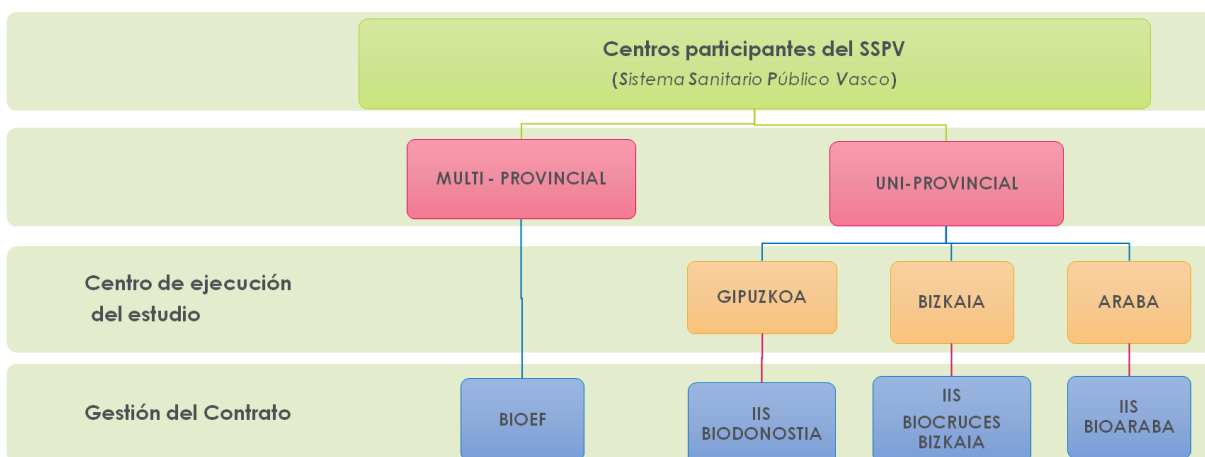 Centros participantes del SSPV
(Sistema Sanitario Público Vasco)
MULTI - PROVINCIAL
UNI-PROVINCIAL
Centro de ejecución
del estudio
GIPUZKOA
BIZKAIA
ARABA
Gestión del Contrato
BIOEF
IIS
BIODONOSTIA
IIS
BIOCRUCES
BIZKAIA
IIS
BIOARABA